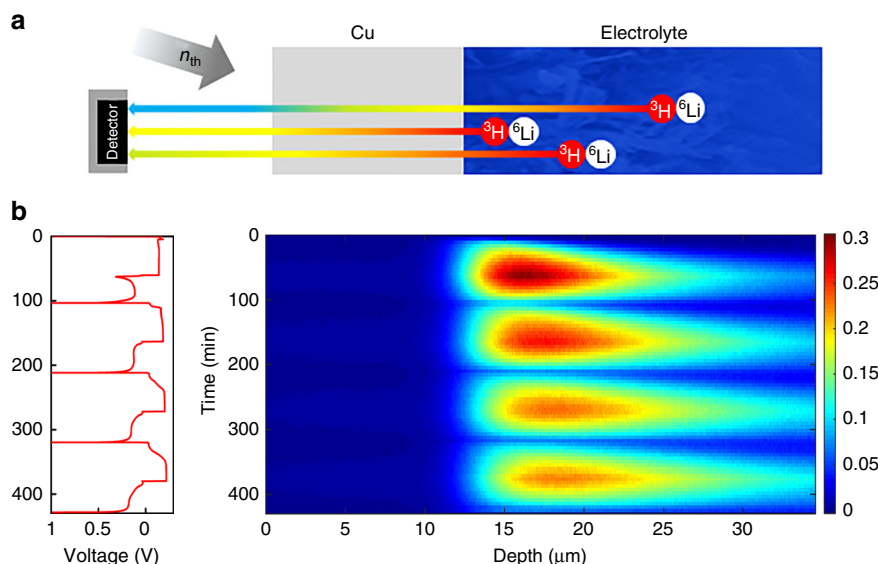 a
Cu
Electrolyte
n_th
Detector
³H ⁶Li
³H ⁶Li
³H ⁶Li
b
0
100
200
300
400
1 0.5 0
Voltage (V)
Time (min)
0
100
200
300
400
0 5 10 15 20 25 30
Depth (μm)
0.3
0.25
0.2
0.15
0.1
0.05
0